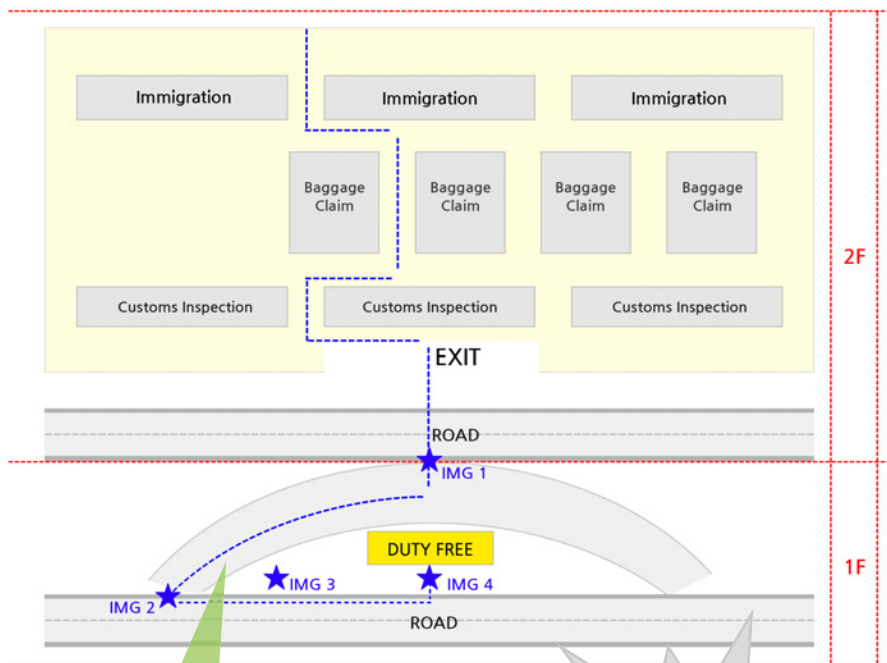 Immigration
Immigration
Immigration
Baggage
Claim
Baggage
Claim
Baggage
Claim
Baggage
Claim
2F
Customs Inspection
Customs Inspection
Customs Inspection
EXIT
ROAD
IMG 1
DUTY FREE
1F
IMG 3
IMG 4
IMG 2
ROAD